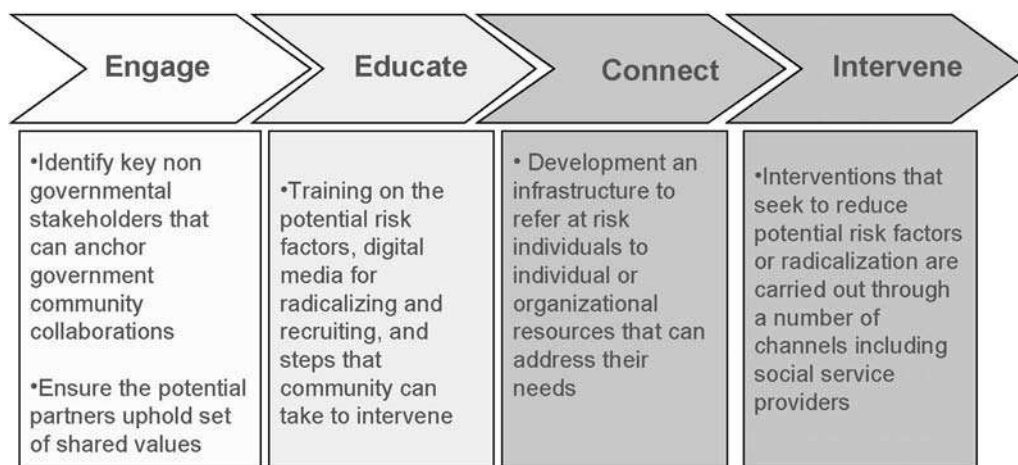 Engage
Educate
Connect
Intervene
•Identify key non
governmental
stakeholders that
can anchor
government
community
collaborations
•Ensure the potential
partners uphold set
of shared values
•Training on the
potential risk
factors, digital
media for
radicalizing and
recruiting, and
steps that
community can
take to intervene
• Development an
infrastructure to
refer at risk
individuals to
individual or
organizational
resources that can
address their
needs
•Interventions that
seek to reduce
potential risk factors
or radicalization are
carried out through
a number of
channels including
social service
providers